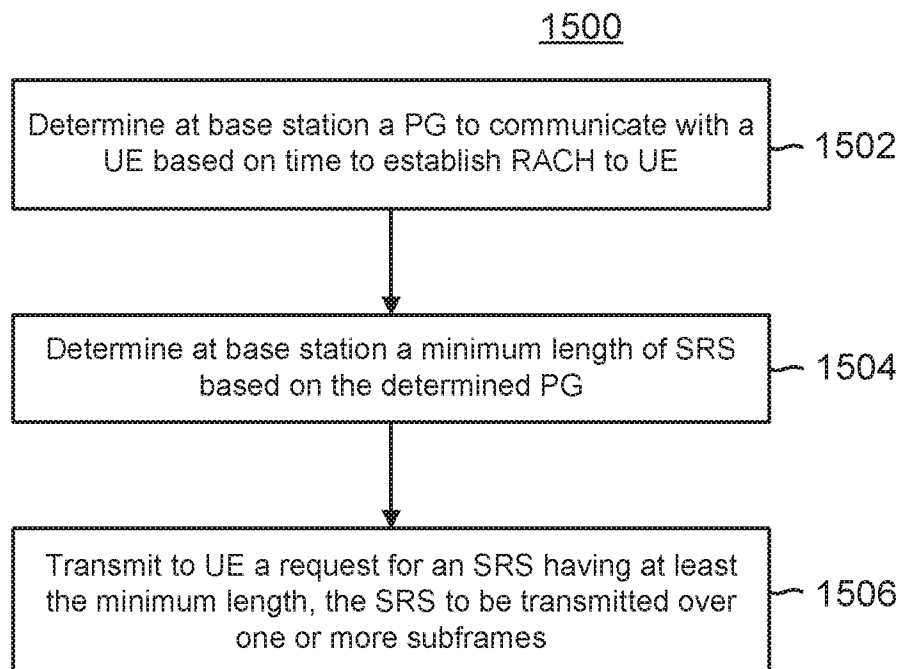 1500
Determine at base station a PG to communicate with a
UE based on time to establish RACH to UE
1502
Determine at base station a minimum length of SRS
based on the determined PG
1504
Transmit to UE a request for an SRS having at least
the minimum length, the SRS to be transmitted over
one or more subframes
1506